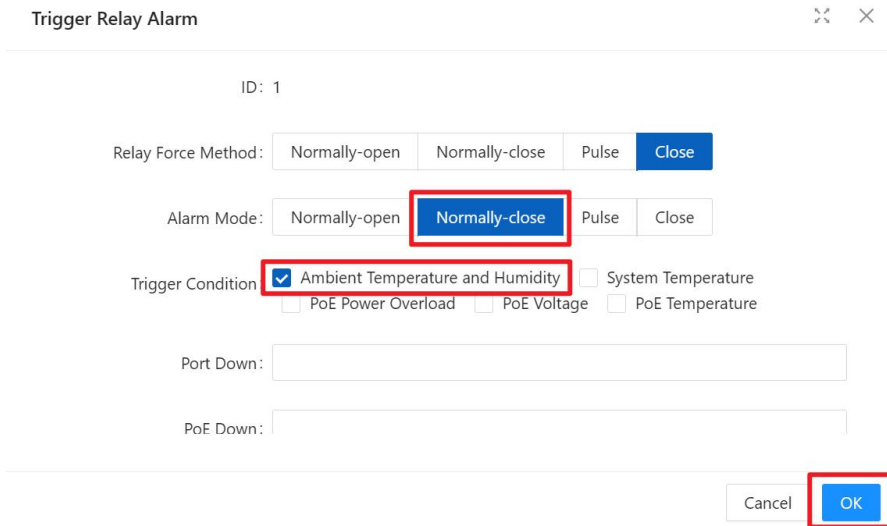 Trigger Relay Alarm
ID: 1
Relay Force Method: Normally-open Normally-close Pulse Close
Alarm Mode: Normally-open Normally-close Pulse Close
Trigger Condition: Ambient Temperature and Humidity System Temperature
PoE Power Overload PoE Voltage PoE Temperature
Port Down:
PoE Down:
Cancel OK